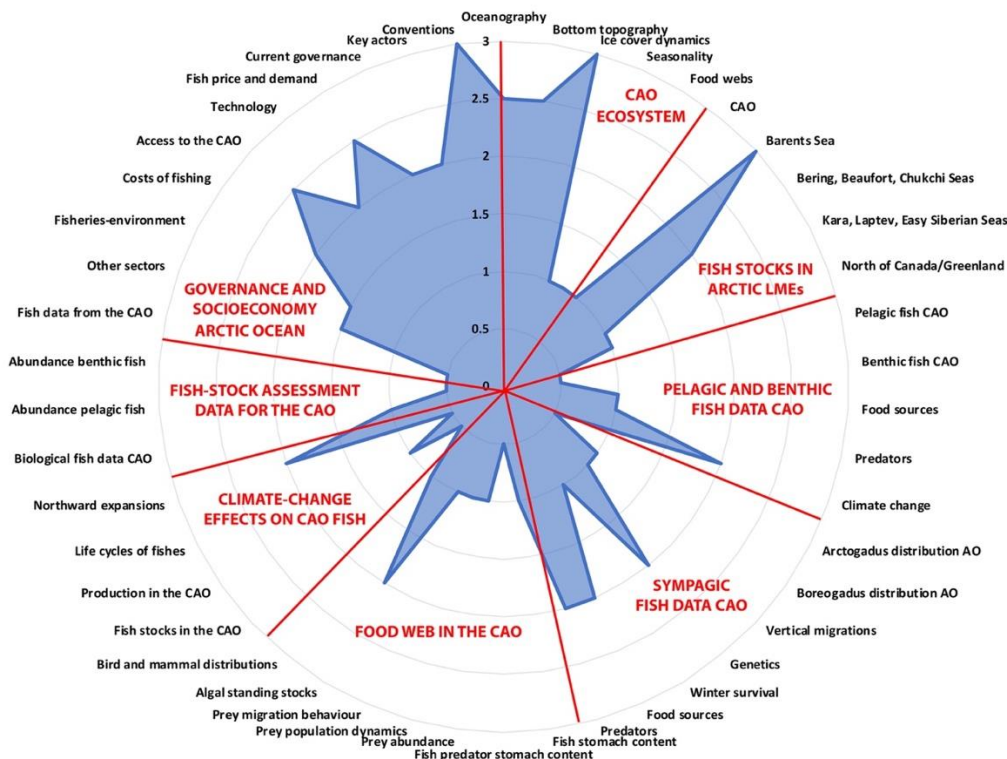 Oceanography
Bottom topography
Ice cover dynamics
Seasonality
Food webs
CAO
Barents Sea
Bering, Beaufort, Chukchi Seas
Kara, Laptev, Easy Siberian Seas
North of Canada/Greenland
Pelagic fish CAO
Benthic fish CAO
Food sources
Predators
Climate change
Arctogadus distribution AO
Boreogadus distribution AO
Vertical migrations
Genetics
Winter survival
Food sources
Predators
Fish stomach content
Fish predator stomach content
Prey abundance
Prey population dynamics
Prey migration behaviour
Algal standing stocks
Bird and mammal distributions
Fish stocks in the CAO
Production in the CAO
Life cycles of fishes
Northward expansions
Biological fish data CAO
Abundance pelagic fish
Abundance benthic fish
Fish data from the CAO
Other sectors
Fisheries-environment
Costs of fishing
Access to the CAO
Technology
Fish price and demand
Current governance
Key actors
Conventions
3
2.5
2
1.5
1
0.5
0
CAO
ECOSYSTEM
FISH STOCKS IN
ARCTIC LMEs
PELAGIC AND BENTHIC
FISH DATA CAO
SYMPAGIC
FISH DATA CAO
FOOD WEB IN THE CAO
CLIMATE-CHANGE
EFFECTS ON CAO FISH
FISH-STOCK ASSESSMENT
DATA FOR THE CAO
GOVERNANCE AND
SOCIOECONOMY
ARCTIC OCEAN